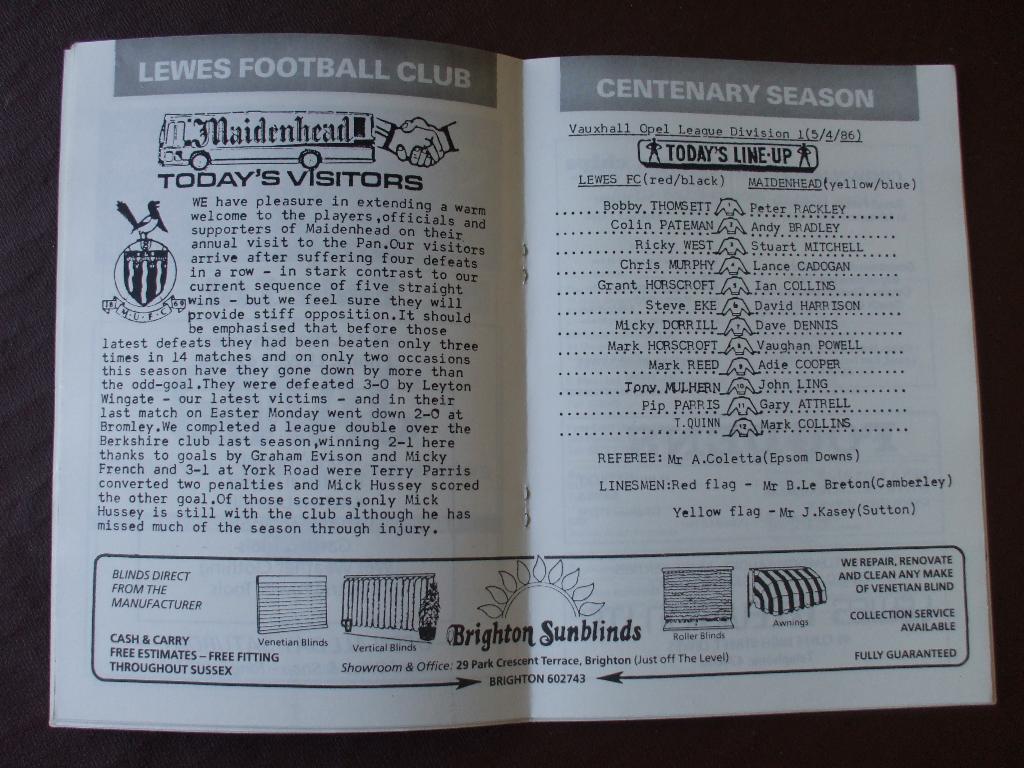 LEWES FOOTBALL CLUB
Maidenhead
TODAY'S VISITORS
WE have pleasure in extending a warm
welcome to the players,officials and
supporters of Maidenhead on their
annual visit to the Pan.Our visitors
arrive after suffering four defeats
in a row - in stark contrast to our
current sequence of five straight
wins - but we feel sure they will
provide stiff opposition.It should
be emphasised that before those
latest defeats they had been beaten only three
times in 14 matches and on only two occasions
this season have they gone down by more than
the odd-goal.They were defeated 3-0 by Leyton
Wingate - our latest victims - and in their
last match on Easter Monday went down 2-0 at
Bromley.We completed a league double over the
Berkshire club last season,winning 2-1 here
thanks to goals by Graham Evison and Micky
French and 3-1 at York Road were Terry Parris
converted two penalties and Mick Hussey scored
the other goal.Of those scorers,only Mick
Hussey is still with the club although he has
missed much of the season through injury.
18 M.U.F.C 69
CENTENARY SEASON
Vauxhall Opel League Division 1(5/4/86)
TODAY'S LINE-UP
LEWES FC(red/black) MAIDENHEAD(yellow/blue)
Bobby THOMSETT 1 Peter RACKLEY
Colin PATEMAN 2 Andy BRADLEY
Ricky WEST 3 Stuart MITCHELL
Chris MURPHY 4 Lance CADOGAN
Grant HORSCROFT 5 Ian COLLINS
Steve EKE 6 David HARRISON
Micky DORRILL 7 Dave DENNIS
Mark HORSCROFT 8 Vaughan POWELL
Mark REED 9 Adie COOPER
Tony MULHERN 10 John LING
Pip PARRIS 11 Gary ATTRELL
T.QUINN 12 Mark COLLINS
REFEREE: Mr A.Coletta(Epsom Downs)
LINESMEN:Red flag - Mr B.Le Breton(Camberley)
Yellow flag - Mr J.Kasey(Sutton)
BLINDS DIRECT
FROM THE
MANUFACTURER
CASH & CARRY
FREE ESTIMATES – FREE FITTING
THROUGHOUT SUSSEX
Venetian Blinds
Vertical Blinds
Brighton Sunblinds
Roller Blinds
Awnings
Showroom & Office: 29 Park Crescent Terrace, Brighton (Just off The Level)
BRIGHTON 602743
WE REPAIR, RENOVATE
AND CLEAN ANY MAKE
OF VENETIAN BLIND
COLLECTION SERVICE
AVAILABLE
FULLY GUARANTEED